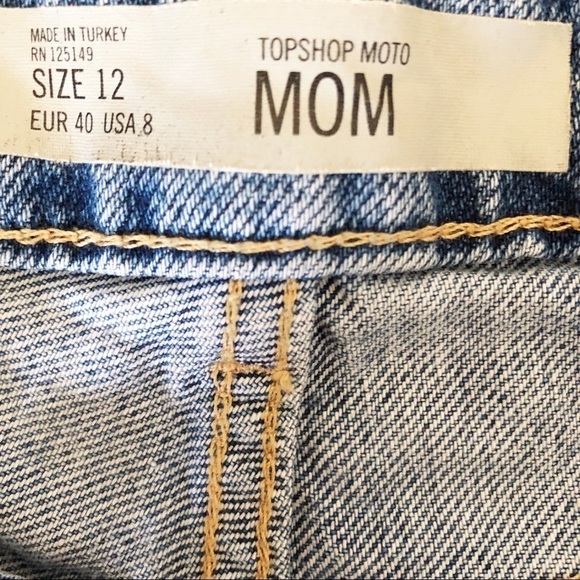 MADE IN TURKEY
RN 125149
SIZE 12
EUR 40 USA 8
TOPSHOP MOTO
MOM